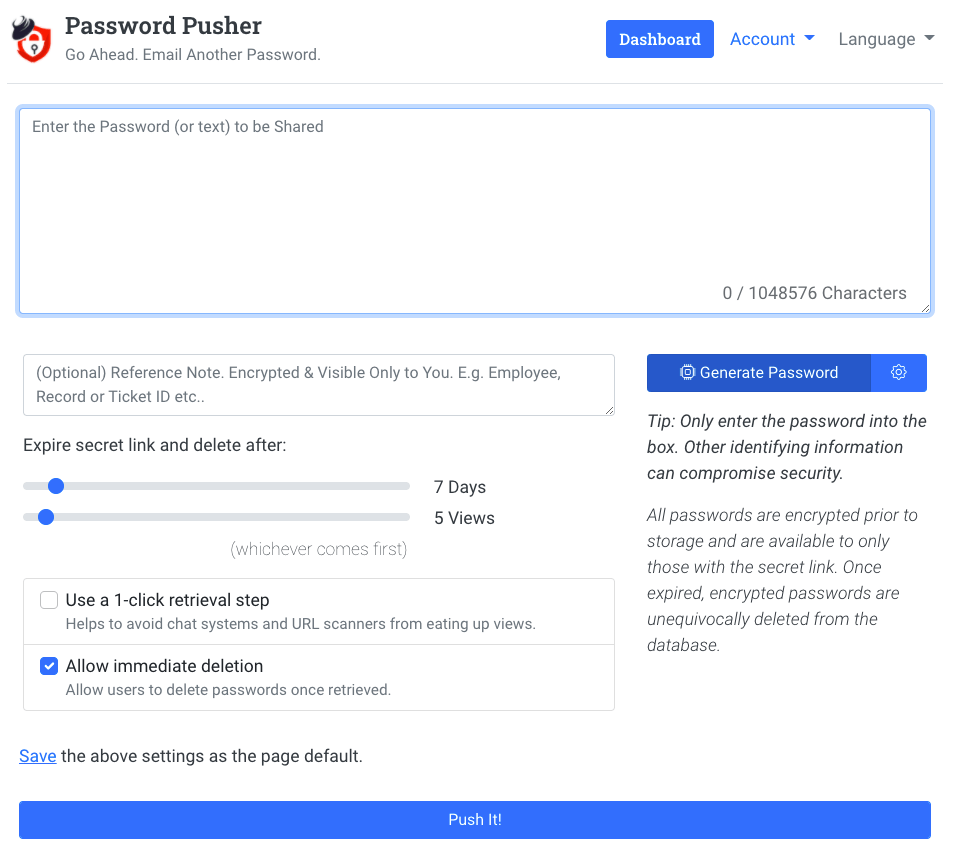 Password Pusher
Go Ahead. Email Another Password.
Dashboard
Account
Language
Enter the Password (or text) to be Shared
0 / 1048576 Characters
(Optional) Reference Note. Encrypted & Visible Only to You. E.g. Employee,
Record or Ticket ID etc..
Generate Password
Expire secret link and delete after:
7 Days
5 Views
(whichever comes first)
Use a 1-click retrieval step
Helps to avoid chat systems and URL scanners from eating up views.
Allow immediate deletion
Allow users to delete passwords once retrieved.
Tip: Only enter the password into the
box. Other identifying information
can compromise security.
All passwords are encrypted prior to
storage and are available to only
those with the secret link. Once
expired, encrypted passwords are
unequivocally deleted from the
database.
Save the above settings as the page default.
Push It!